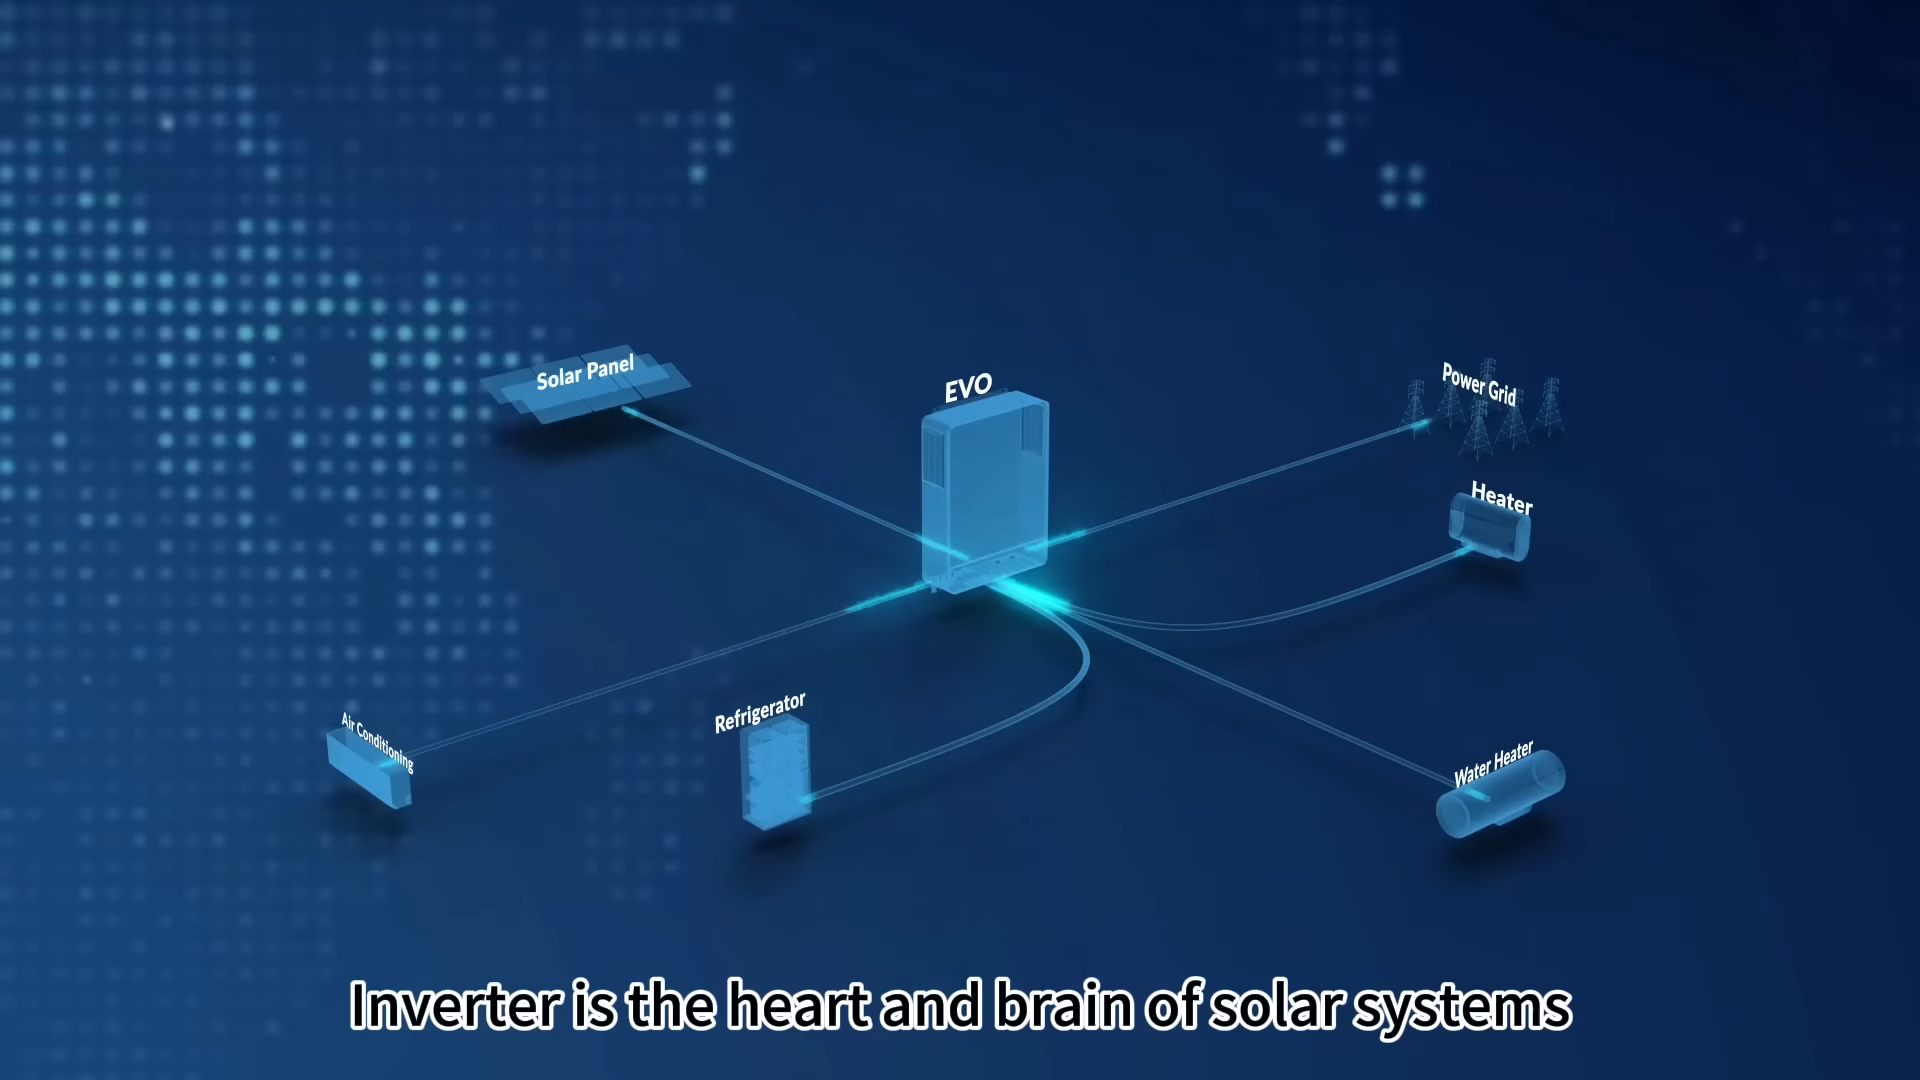 Solar Panel
EVO
Power Grid
Heater
Air Conditioning
Refrigerator
Water Heater
Inverter is the heart and brain of solar systems